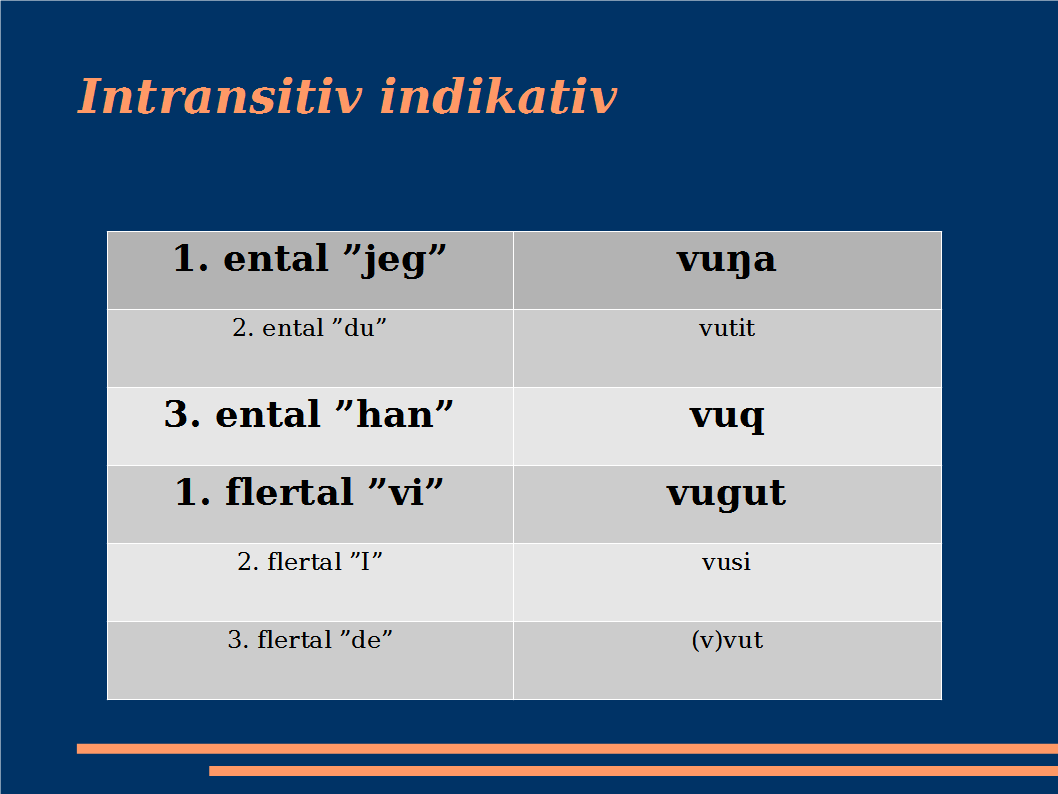 Intransitiv indikativ
1. ental ”jeg” vuŋa
2. ental ”du” vutit
3. ental ”han” vuq
1. flertal ”vi” vugut
2. flertal ”I” vusi
3. flertal ”de” (v)vut